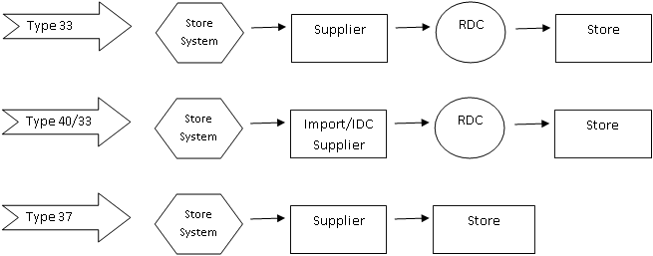 Type 33
Store
System
Supplier
RDC
Store
Type 40/33
Store
System
Import/IDC
Supplier
RDC
Store
Type 37
Store
System
Supplier
Store